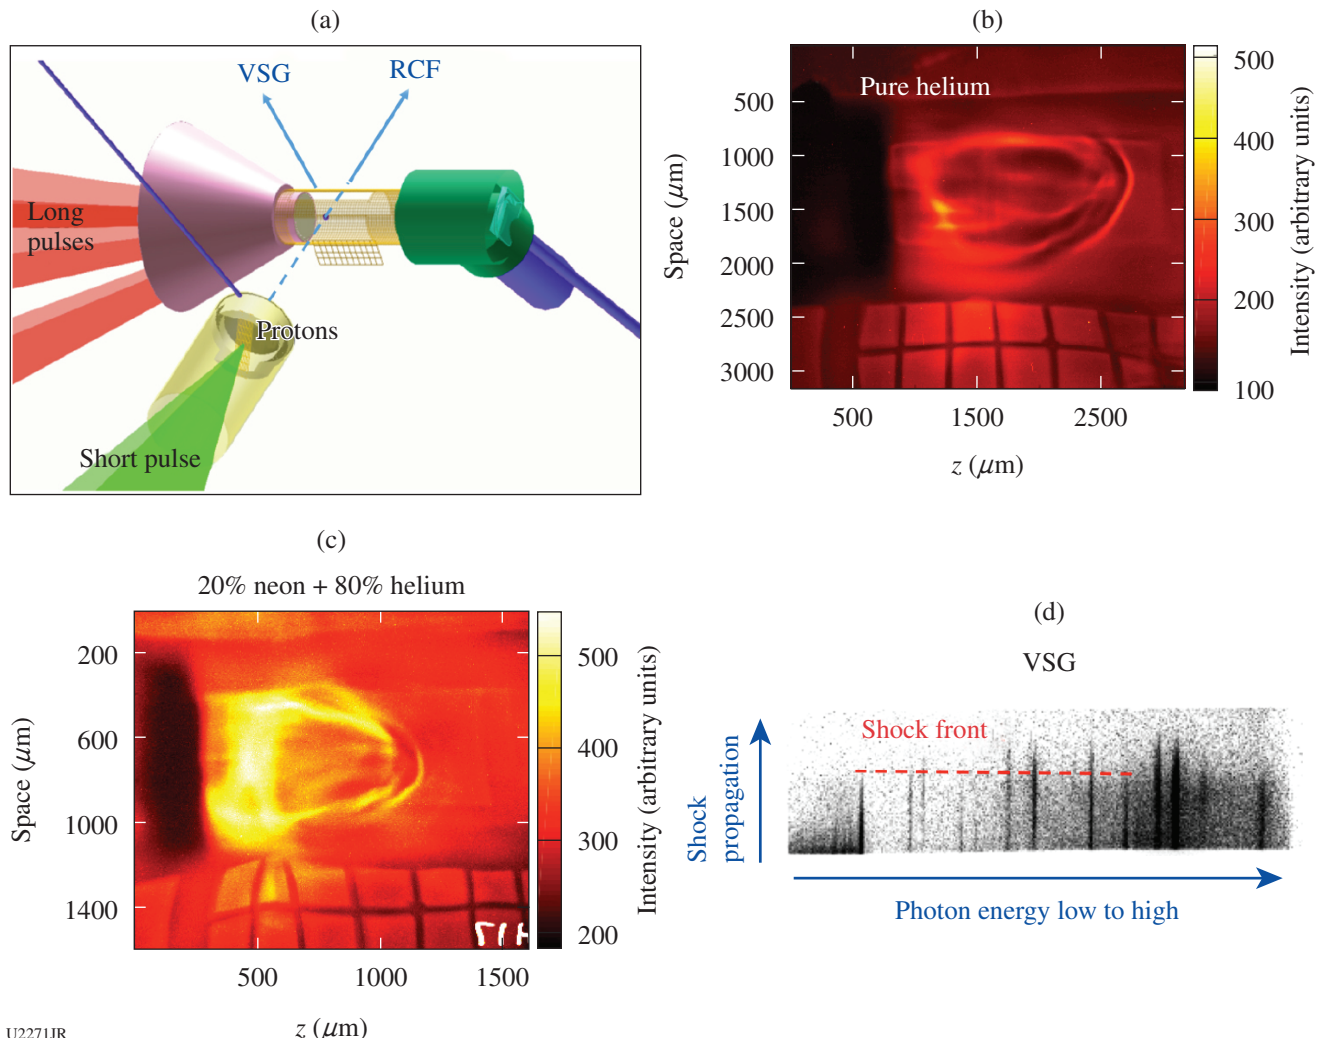 (a)
VSG
RCF
Long
pulses
Protons
Short pulse
(b)
Pure helium
500
1000
1500
2000
2500
3000
Space (μm)
500
1500
2500
z (μm)
500
400
300
200
100
Intensity (arbitrary units)
(c)
20% neon + 80% helium
200
600
1000
1400
Space (μm)
500
1000
1500
z (μm)
500
400
300
200
Intensity (arbitrary units)
(d)
VSG
Shock front
Shock
propagation
Photon energy low to high
U2271JR